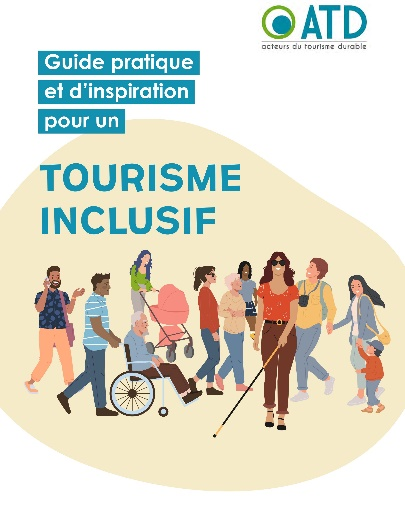 ATD
acteurs du tourisme durable
Guide pratique
et d'inspiration
pour un
TOURISME
INCLUSIF